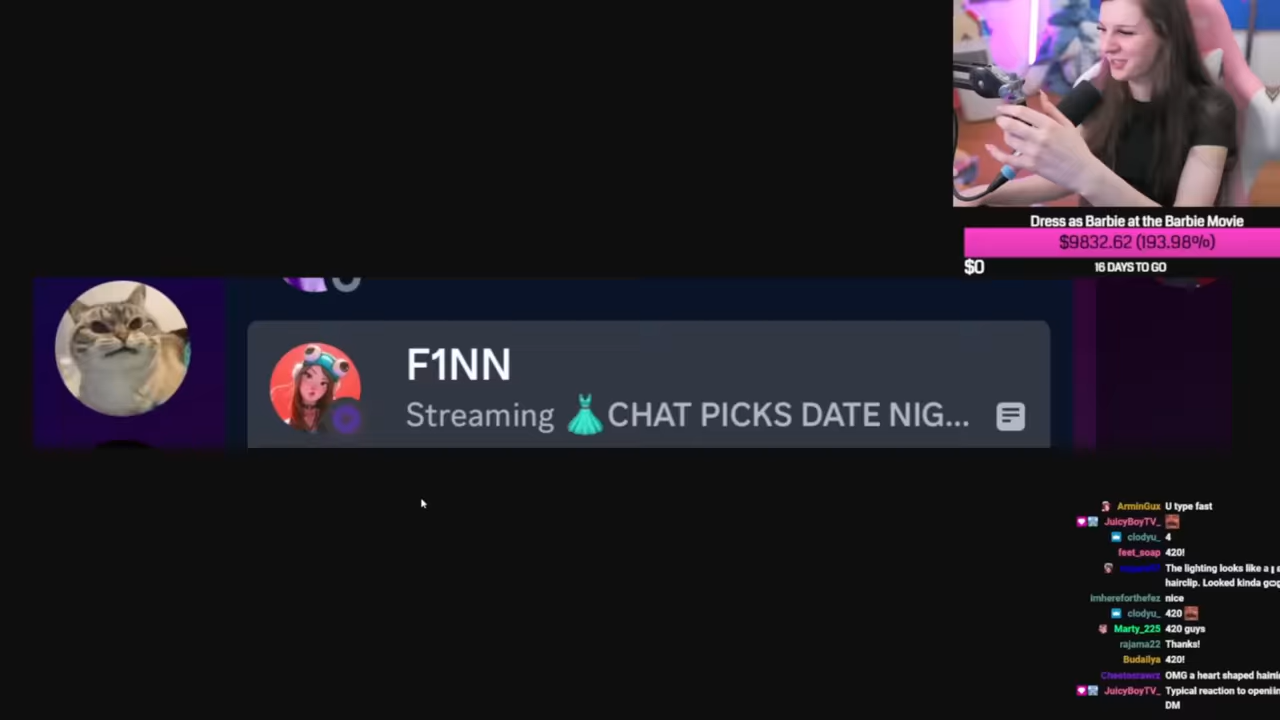 Dress as Barbie at the Barbie Movie
$9832.62 (193.98%)
$0
16 DAYS TO GO
F1NN
Streaming 👗CHAT PICKS DATE NIG...
ArminGux U type fast
JuicyBoyTV_
clodyu_ 4
feet_soap 420!
The lighting looks like a
hairclip. Looked kinda
imhereforthefez nice
clodyu_ 420
Marty_225 420 guys
rajama22 Thanks!
Budailya 420!
OMG a heart shaped
JuicyBoyTV_ Typical reaction to
DM